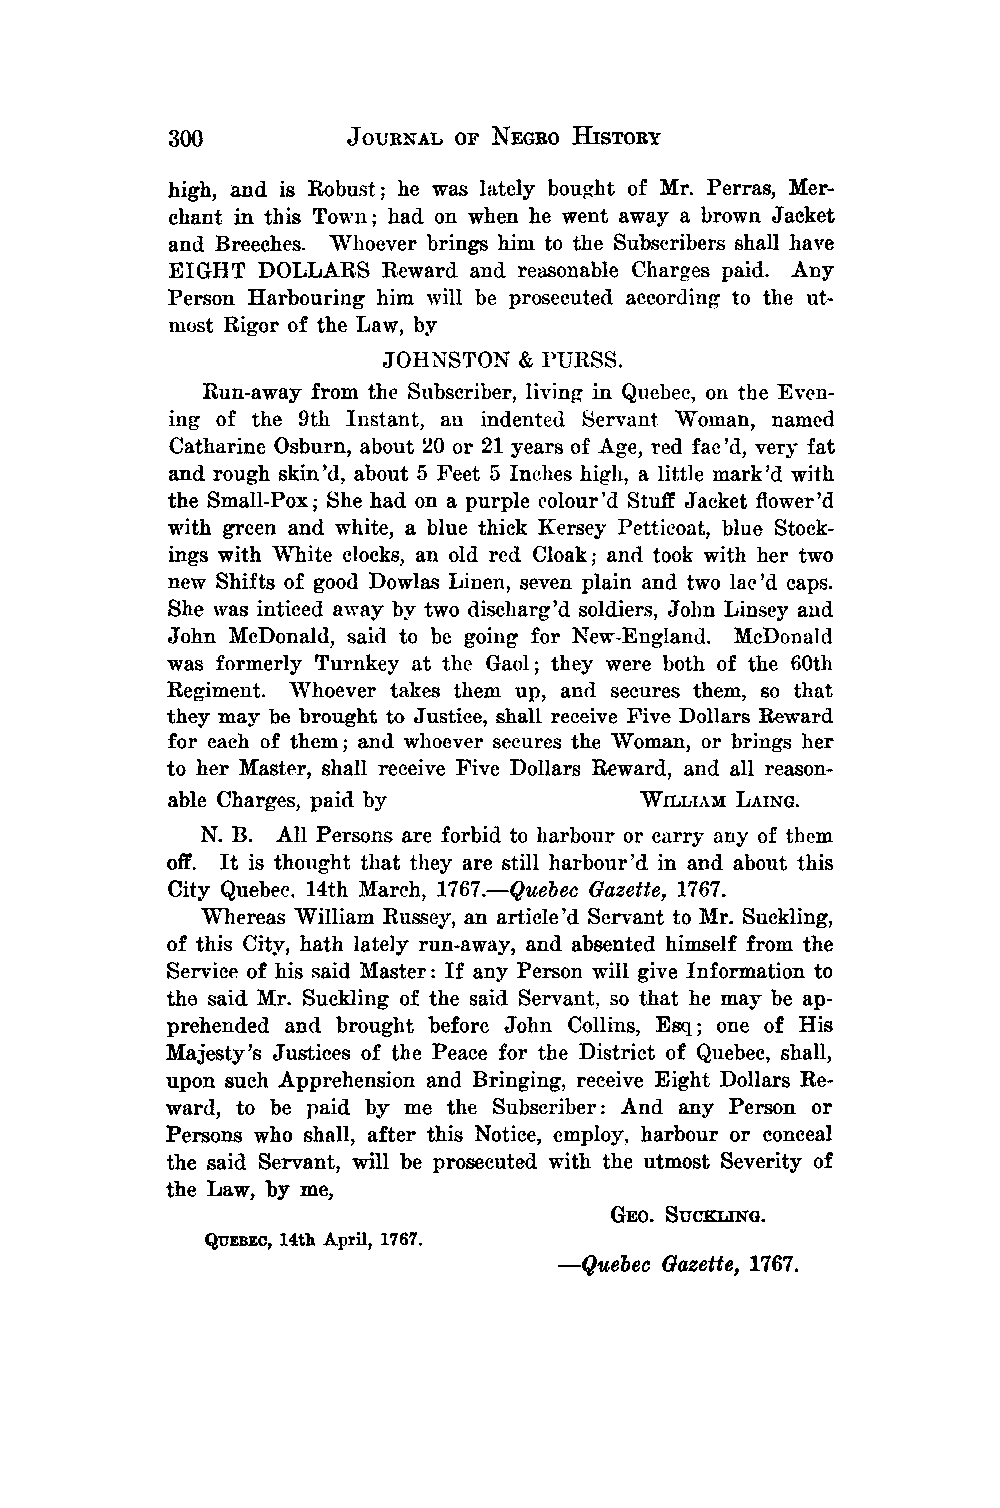 300 JOURNAL OF NEGRO HISTORY
high, and is Robust; he was lately bought of Mr. Perras, Mer-
chant in this Town; had on when he went away a brown Jacket
and Breeches. Whoever brings him to the Subscribers shall have
EIGHT DOLLARS Reward and reasonable Charges paid. Any
Person Harbouring him will be prosecuted according to the ut-
most Rigor of the Law, by
JOHNSTON & PURSS.
Run-away from the Subscriber, living in Quebec, on the Even-
ing of the 9th Instant, an indented Servant Woman, named
Catharine Osburn, about 20 or 21 years of Age, red fac'd, very fat
and rough skin'd, about 5 Feet 5 Inches high, a little mark'd with
the Small-Pox; She had on a purple colour'd Stuff Jacket flower'd
with green and white, a blue thick Kersey Petticoat, blue Stock-
ings with White clocks, an old red Cloak; and took with her two
new Shifts of good Dowlas Linen, seven plain and two lac'd caps.
She was inticed away by two discharg'd soldiers, John Linsey and
John McDonald, said to be going for New-England. McDonald
was formerly Turnkey at the Gaol; they were both of the 60th
Regiment. Whoever takes them up, and secures them, so that
they may be brought to Justice, shall receive Five Dollars Reward
for each of them; and whoever secures the Woman, or brings her
to her Master, shall receive Five Dollars Reward, and all reason-
able Charges, paid by WILLIAM LAING.
N. B. All Persons are forbid to harbour or carry any of them
off. It is thought that they are still harbour'd in and about this
City Quebec, 14th March, 1767.—Quebec Gazette, 1767.
Whereas William Russey, an article'd Servant to Mr. Suckling,
of this City, hath lately run-away, and absented himself from the
Service of his said Master: If any Person will give Information to
the said Mr. Suckling of the said Servant, so that he may be ap-
prehended and brought before John Collins, Esq; one of His
Majesty's Justices of the Peace for the District of Quebec, shall,
upon such Apprehension and Bringing, receive Eight Dollars Re-
ward, to be paid by me the Subscriber: And any Person or
Persons who shall, after this Notice, employ, harbour or conceal
the said Servant, will be prosecuted with the utmost Severity of
the Law, by me,
GEO. SUCKLING.
QUEBEC, 14th April, 1767.
—Quebec Gazette, 1767.